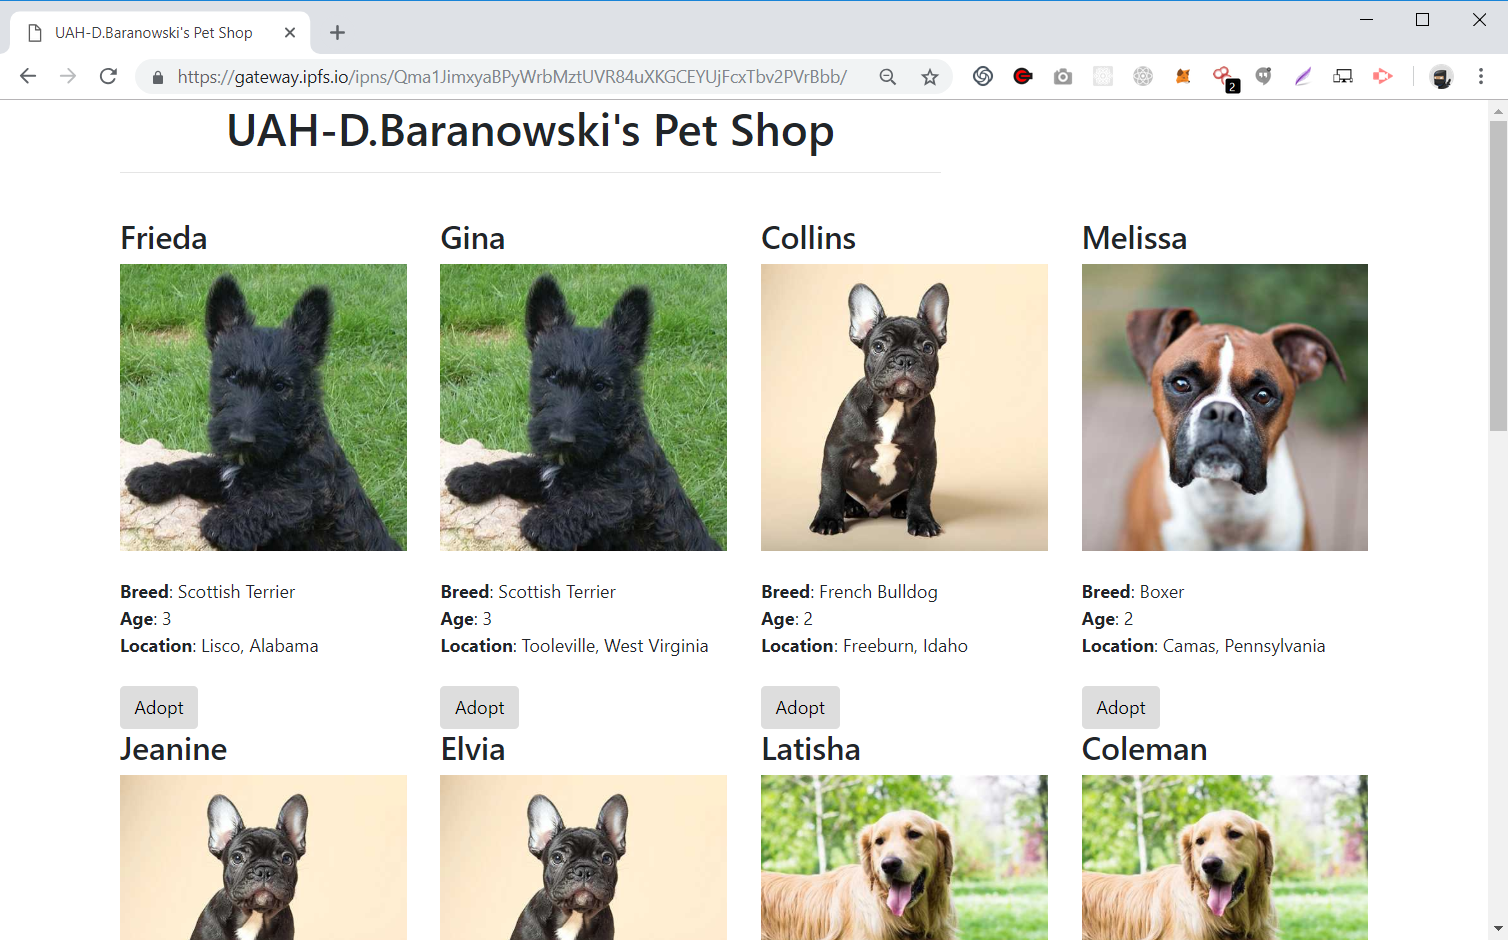 UAH-D.Baranowski's Pet Shop
https://gateway.ipfs.io/ipns/Qma1JimxyaBPyWrbMztUVR84uXKGCEYUjFcxTbv2PVrBbb/
2
UAH-D.Baranowski's Pet Shop
Frieda
Gina
Collins
Melissa
Breed: Scottish Terrier
Age: 3
Location: Lisco, Alabama
Breed: Scottish Terrier
Age: 3
Location: Tooleville, West Virginia
Breed: French Bulldog
Age: 2
Location: Freeburn, Idaho
Breed: Boxer
Age: 2
Location: Camas, Pennsylvania
Adopt
Adopt
Adopt
Adopt
Jeanine
Elvia
Latisha
Coleman